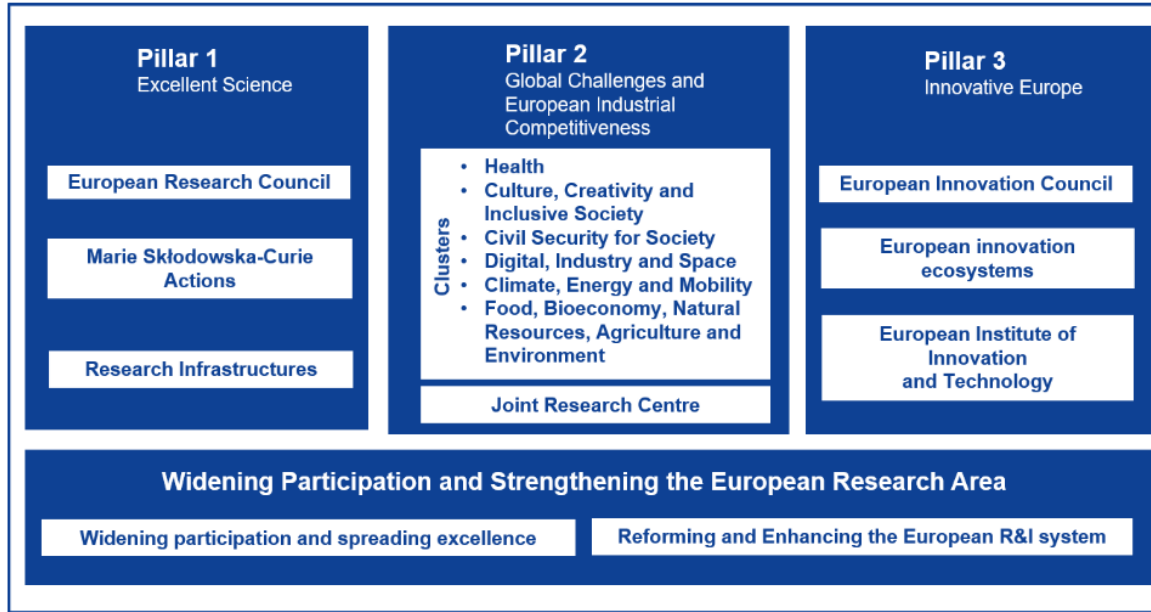 Pillar 1
Excellent Science
European Research Council
Marie Skłodowska-Curie
Actions
Research Infrastructures
Pillar 2
Global Challenges and
European Industrial
Competitiveness
Clusters
• Health
• Culture, Creativity and
Inclusive Society
• Civil Security for Society
• Digital, Industry and Space
• Climate, Energy and Mobility
• Food, Bioeconomy, Natural
Resources, Agriculture and
Environment
Joint Research Centre
Pillar 3
Innovative Europe
European Innovation Council
European innovation
ecosystems
European Institute of
Innovation
and Technology
Widening Participation and Strengthening the European Research Area
Widening participation and spreading excellence
Reforming and Enhancing the European R&I system